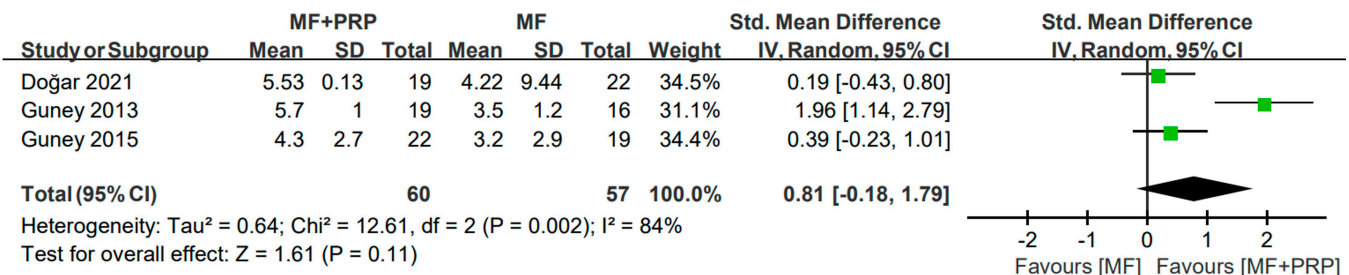 MF+PRP MF Std. Mean Difference Std. Mean Difference
Study or Subgroup Mean SD Total Mean SD Total Weight IV, Random, 95% CI IV, Random, 95% CI
Doğar 2021 5.53 0.13 19 4.22 9.44 22 34.5% 0.19 [-0.43, 0.80]
Guney 2013 5.7 1 19 3.5 1.2 16 31.1% 1.96 [1.14, 2.79]
Guney 2015 4.3 2.7 22 3.2 2.9 19 34.4% 0.39 [-0.23, 1.01]
Total (95% CI) 60 57 100.0% 0.81 [-0.18, 1.79]
Heterogeneity: Tau² = 0.64; Chi² = 12.61, df = 2 (P = 0.002); I² = 84%
Test for overall effect: Z = 1.61 (P = 0.11)
-2 -1 0 1 2
Favours [MF] Favours [MF+PRP]